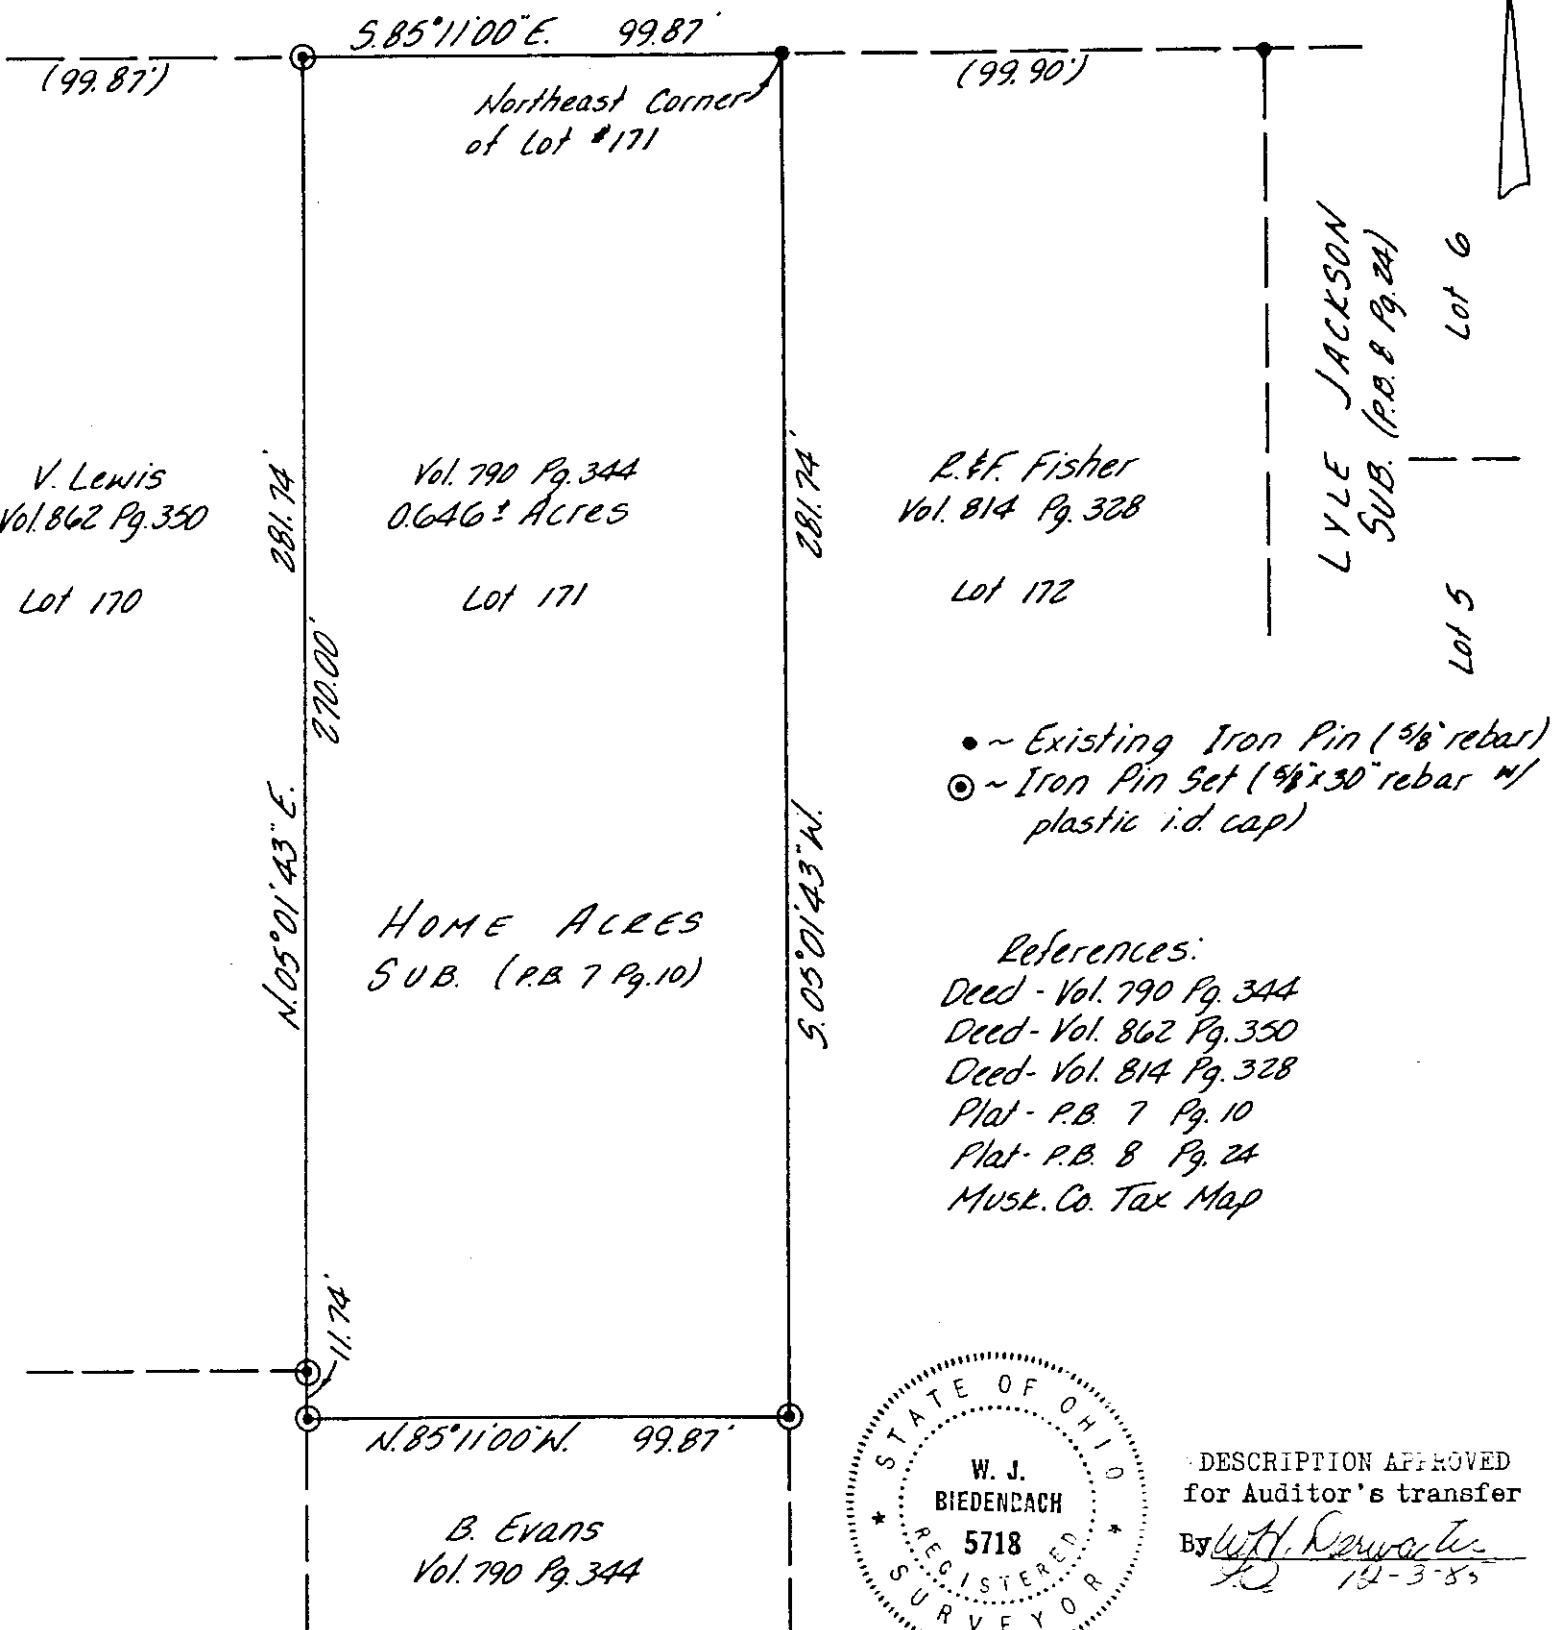 S.85°11'00"E. 99.87'
(99.87')
(99.90')
Northeast Corner
of Lot #171
LYLE JACKSON
SUB. (P.B. 8 Pg. 24)
Lot 6
Lot 5
V. Lewis
Vol. 862 Pg. 350
Lot 170
281.74'
270.00'
N.05°01'43"E.
Vol. 790 Pg. 344
0.646± Acres
Lot 171
281.74'
S.05°01'43"W.
R.&F. Fisher
Vol. 814 Pg. 328
Lot 172
• ~ Existing Iron Pin (5/8" rebar)
~ Iron Pin Set (5/8"x30" rebar w/
plastic i.d. cap)
HOME ACRES
SUB. (P.B. 7 Pg. 10)
References:
Deed - Vol. 790 Pg. 344
Deed - Vol. 862 Pg. 350
Deed - Vol. 814 Pg. 328
Plat - P.B. 7 Pg. 10
Plat - P.B. 8 Pg. 24
Musk. Co. Tax Map
11.74'
N.85°11'00"W. 99.87'
B. Evans
Vol. 790 Pg. 344
STATE OF OHIO
W. J.
BIEDENBACH
5718
REGISTERED
SURVEYOR
DESCRIPTION APPROVED
for Auditor's transfer
By
12-3-85